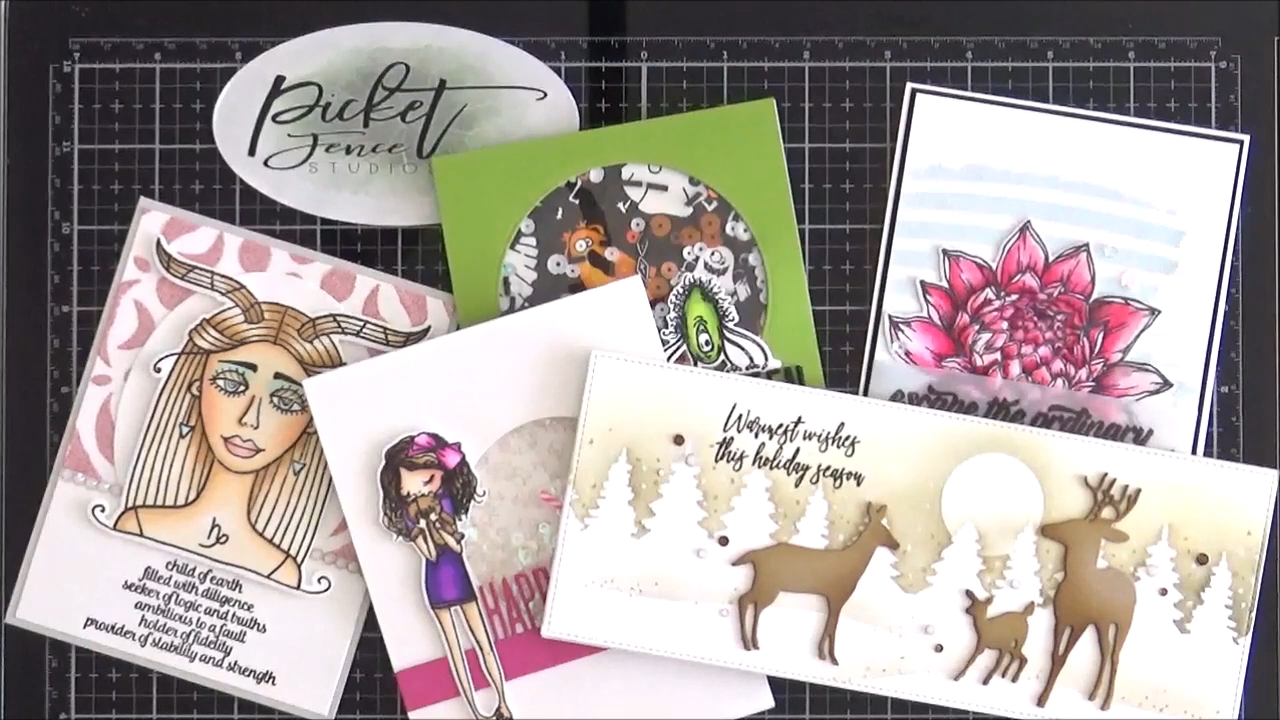 Picket
Fence
STUDIOS
escape the ordinary
Warmest wishes
this holiday season
child of earth
filled with diligence
seeker of logic and truths
ambitious to a fault
holder of fidelity
provider of stability and strength
HAPP